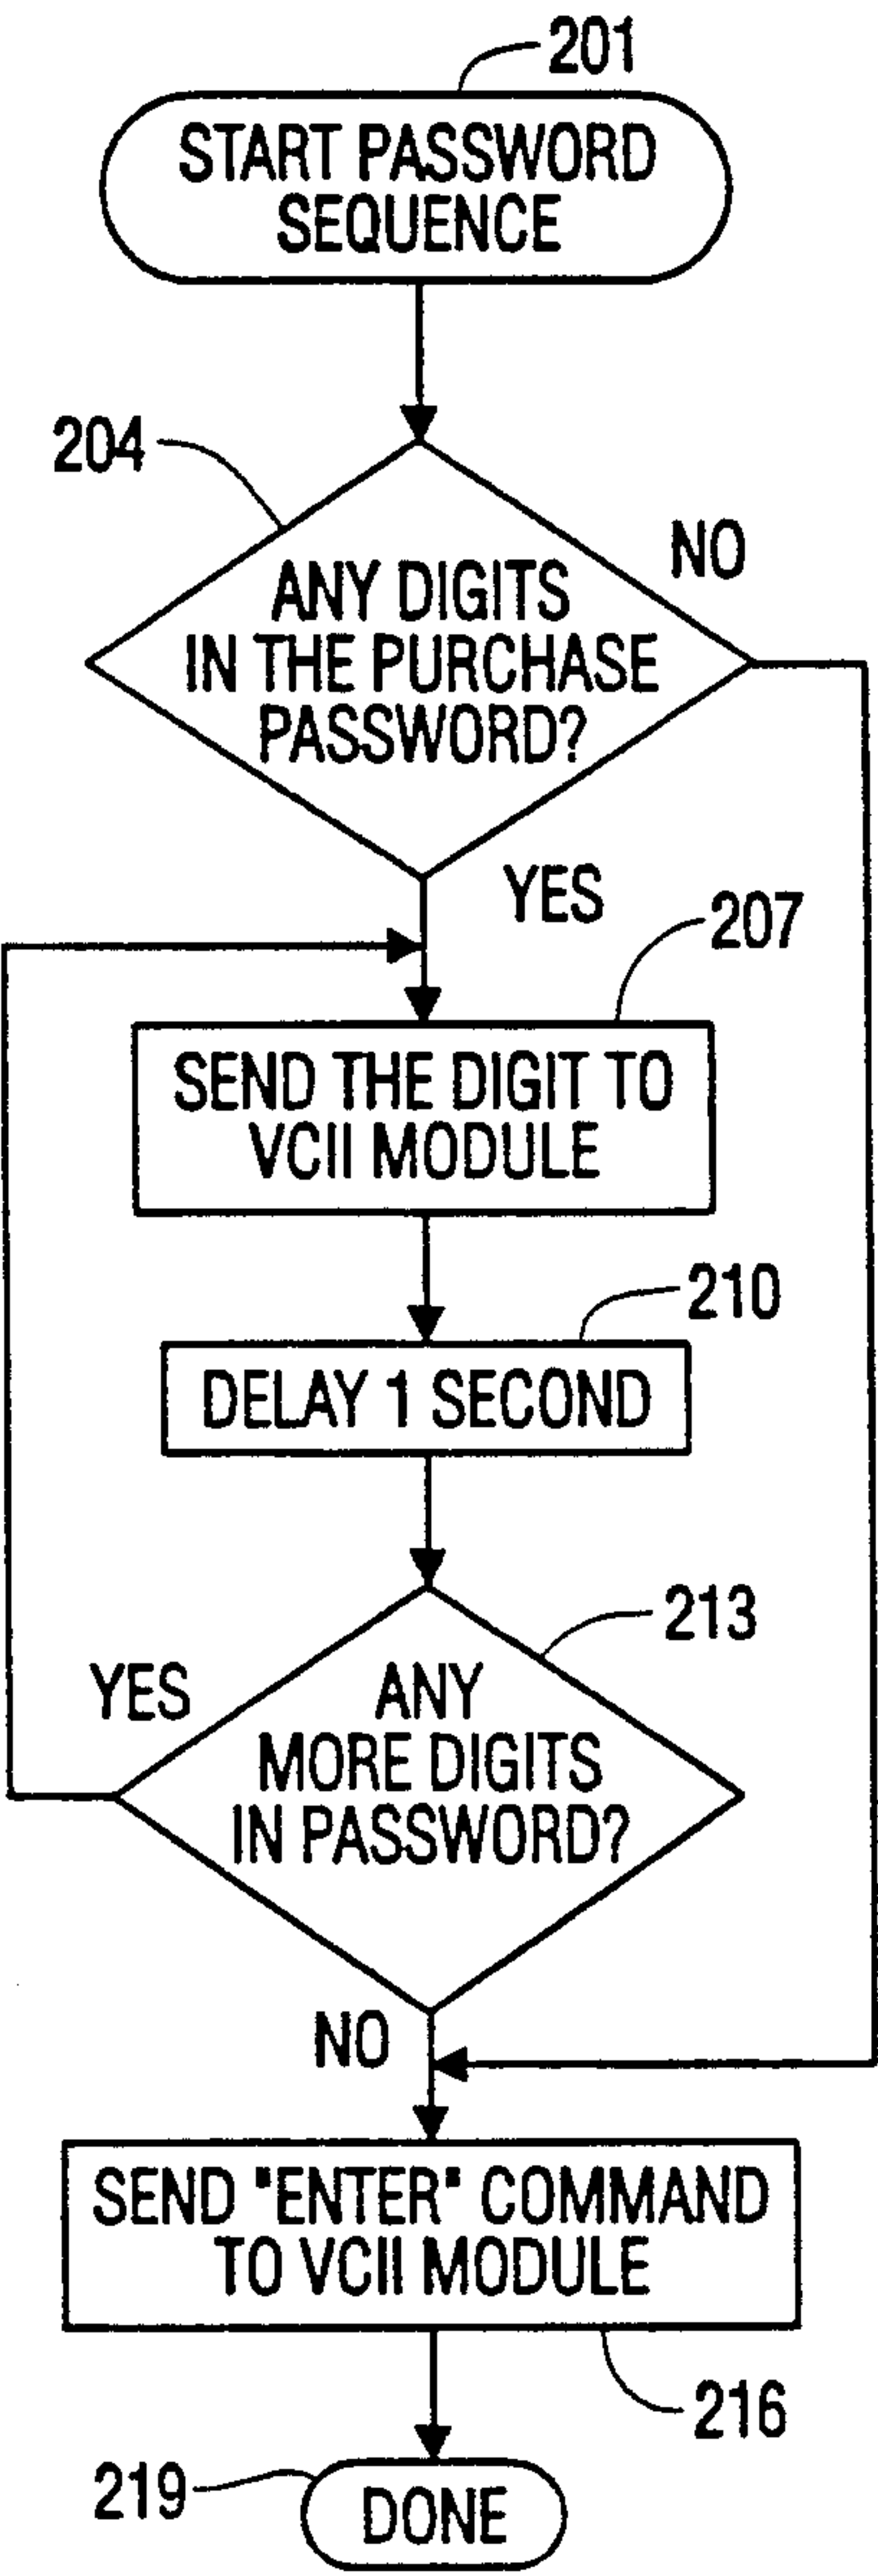 201
START PASSWORD
SEQUENCE
204
NO
ANY DIGITS
IN THE PURCHASE
PASSWORD?
YES
207
SEND THE DIGIT TO
VCII MODULE
210
DELAY 1 SECOND
213
YES
ANY
MORE DIGITS
IN PASSWORD?
NO
SEND "ENTER" COMMAND
TO VCII MODULE
216
219
DONE